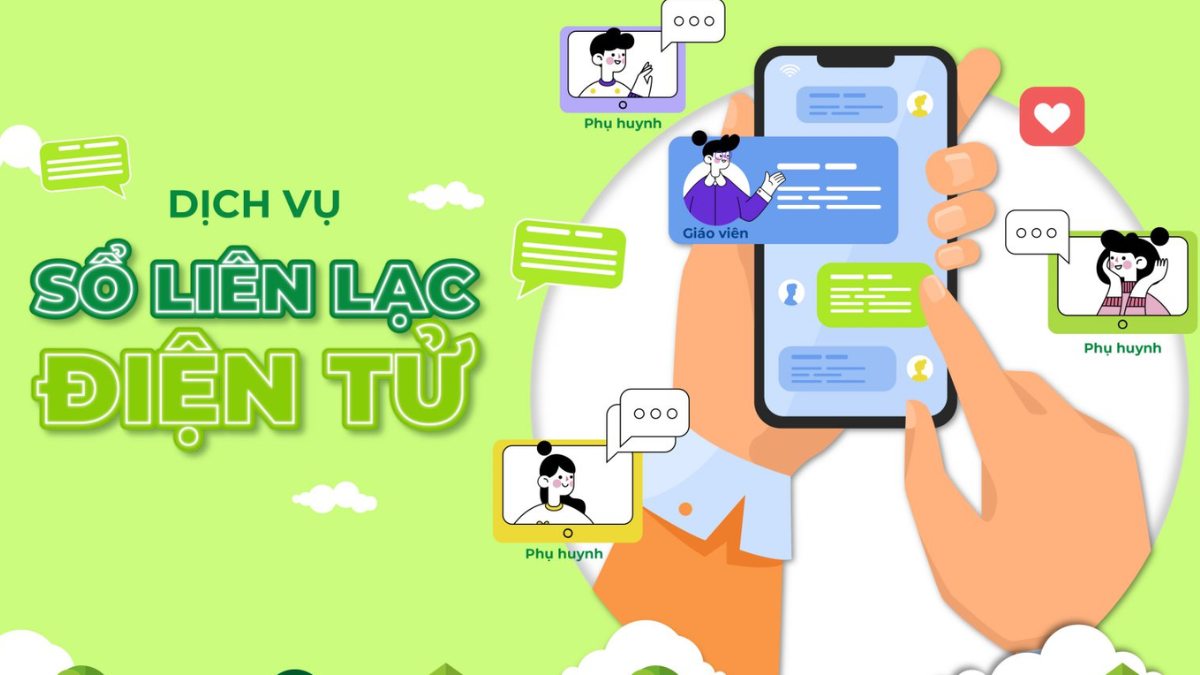 DỊCH VỤ
SỔ LIÊN LẠC
ĐIỆN TỬ
Phụ huynh
Giáo viên
Phụ huynh
Phụ huynh